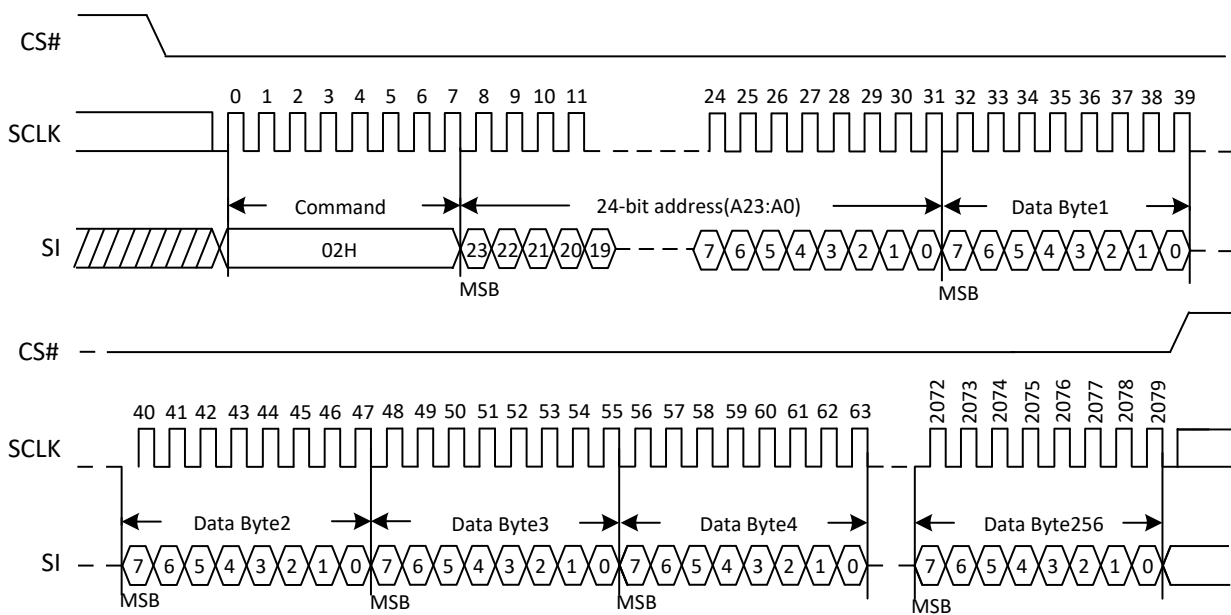 CS#
0 1 2 3 4 5 6 7 8 9 10 11 24 25 26 27 28 29 30 31 32 33 34 35 36 37 38 39
SCLK
Command 24-bit address(A23:A0) Data Byte1
SI 02H 23 22 21 20 19 7 6 5 4 3 2 1 0 7 6 5 4 3 2 1 0
MSB MSB
CS#
40 41 42 43 44 45 46 47 48 49 50 51 52 53 54 55 56 57 58 59 60 61 62 63 2072 2073 2074 2075 2076 2077 2078 2079
SCLK
Data Byte2 Data Byte3 Data Byte4 Data Byte256
SI 7 6 5 4 3 2 1 0 7 6 5 4 3 2 1 0 7 6 5 4 3 2 1 0 7 6 5 4 3 2 1 0
MSB MSB MSB MSB